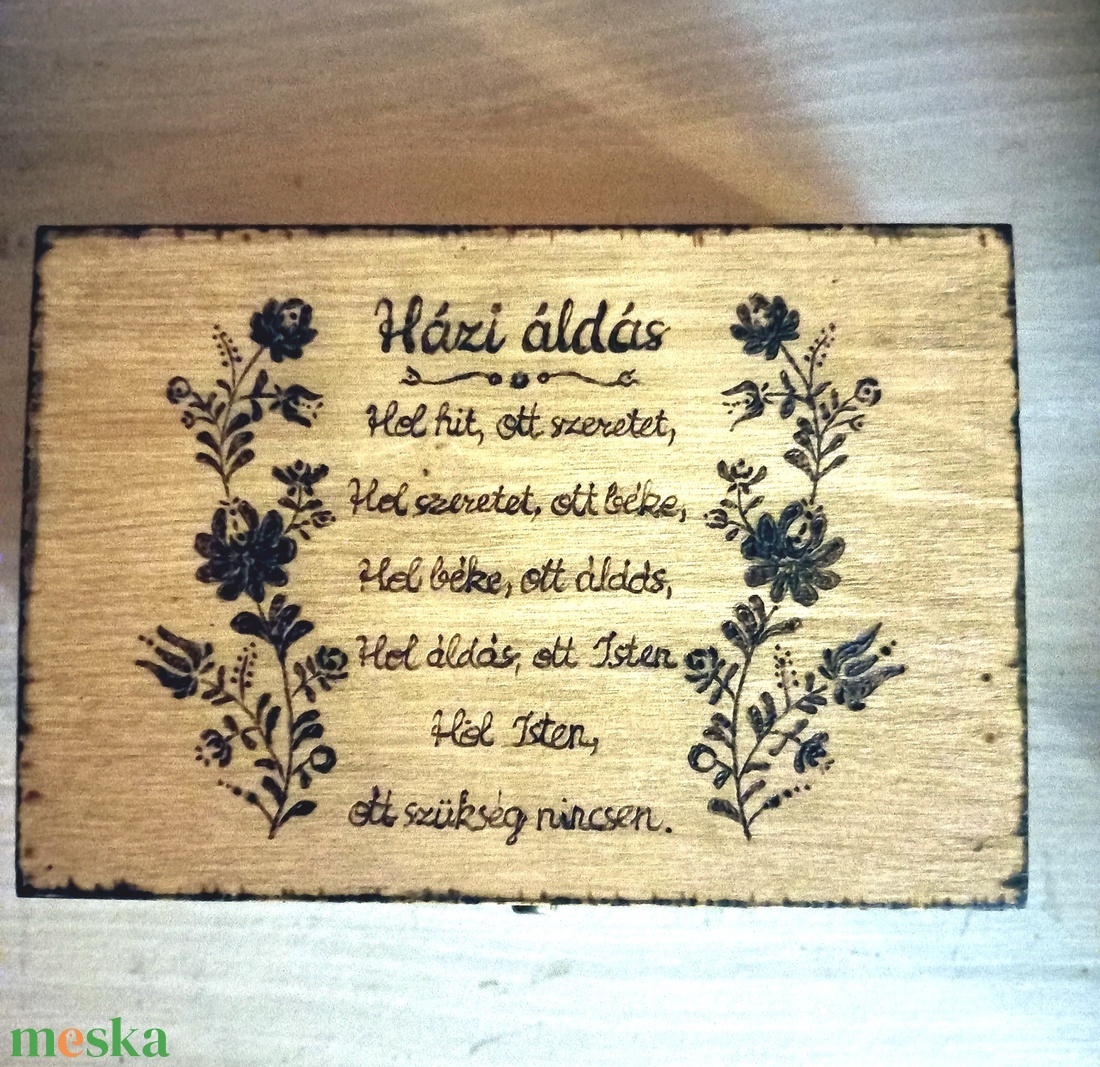 Házi áldás
Hol hit, ott szeretet,
Hol szeretet, ott béke,
Hol béke, ott áldás,
Hol áldás, ott Isten
Hol Isten,
ott szükség nincsen.
meska